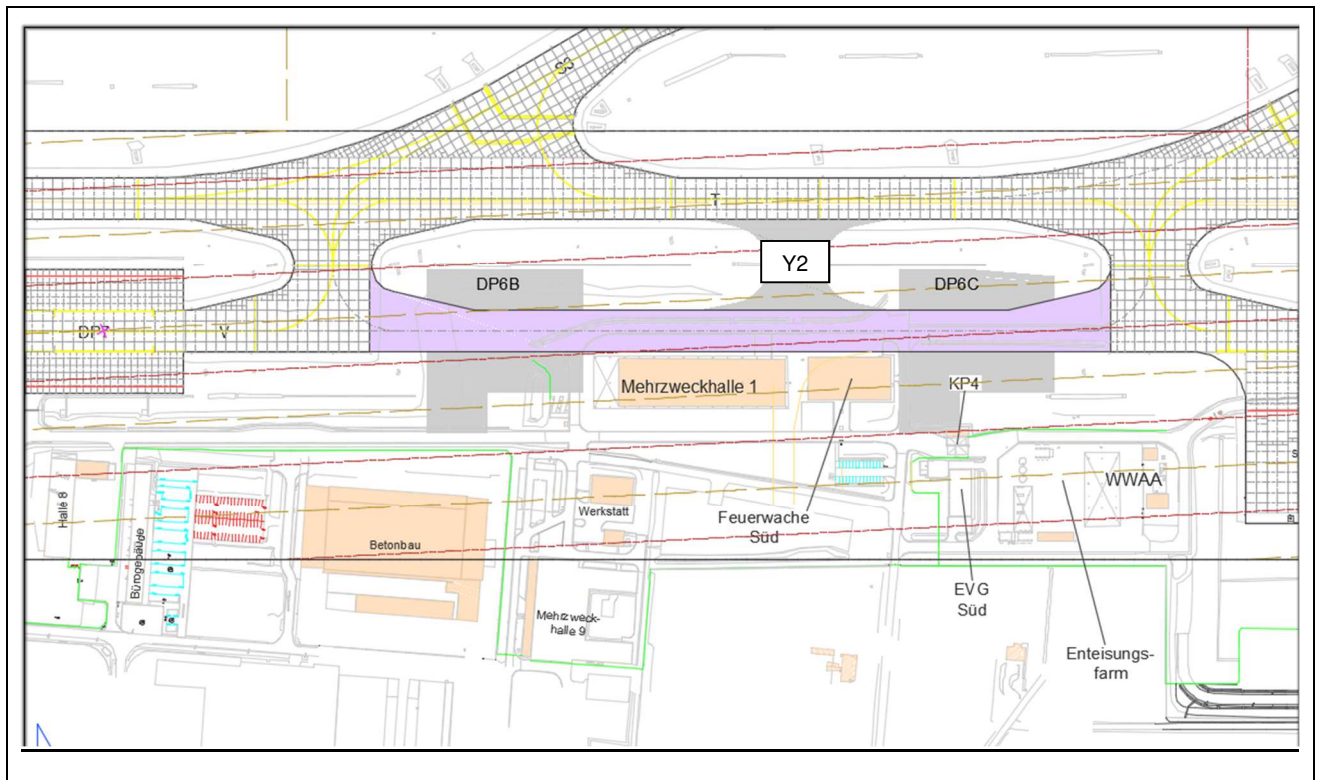 S3
T
Y2
DP6B
DP6C
V
Mehrzweckhalle 1
KP4
Halle 8
Bürogebäude
Betonbau
Werkstatt
Feuerwache
Süd
WWAA
Mehrzweck-
halle 9
EVG
Süd
Enteisungs-
farm